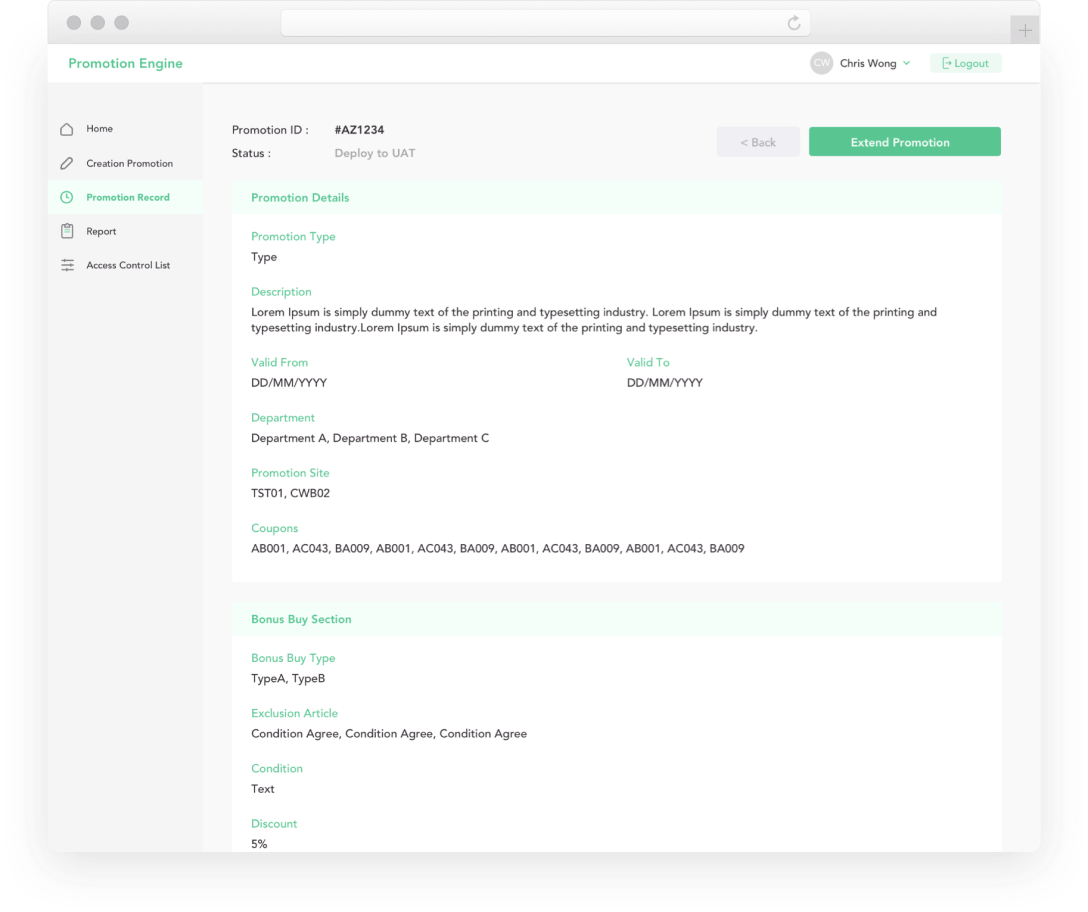 Promotion Engine
CW Chris Wong
Logout
Home
Creation Promotion
Promotion Record
Report
Access Control List
Promotion ID : #AZ1234
Status : Deploy to UAT
< Back
Extend Promotion
Promotion Details
Promotion Type
Type
Description
Lorem Ipsum is simply dummy text of the printing and typesetting industry. Lorem Ipsum is simply dummy text of the printing and
typesetting industry.Lorem Ipsum is simply dummy text of the printing and typesetting industry.
Valid From
DD/MM/YYYY
Valid To
DD/MM/YYYY
Department
Department A, Department B, Department C
Promotion Site
TST01, CWB02
Coupons
AB001, AC043, BA009, AB001, AC043, BA009, AB001, AC043, BA009, AB001, AC043, BA009
Bonus Buy Section
Bonus Buy Type
TypeA, TypeB
Exclusion Article
Condition Agree, Condition Agree, Condition Agree
Condition
Text
Discount
5%